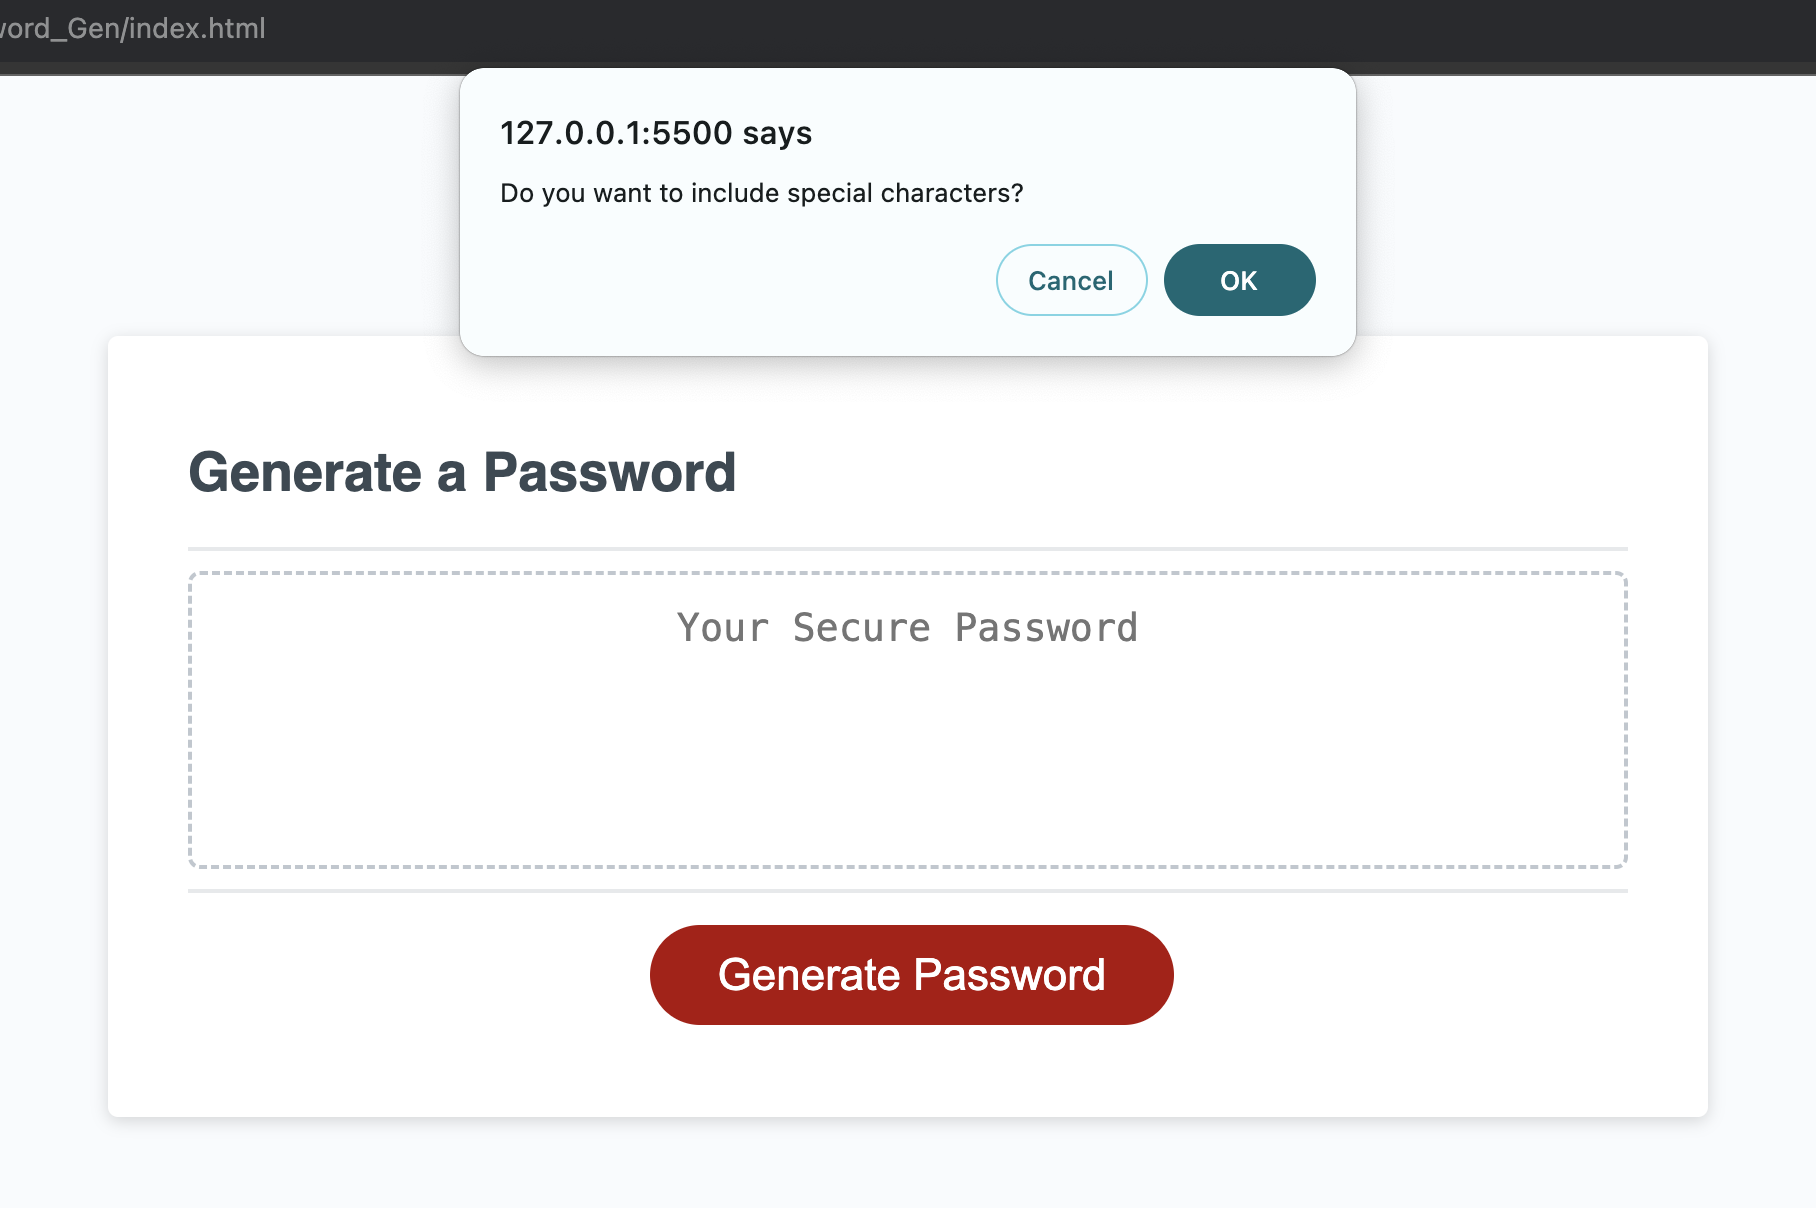 ord_Gen/index.html
127.0.0.1:5500 says
Do you want to include special characters?
Cancel
OK
Generate a Password
Your Secure Password
Generate Password